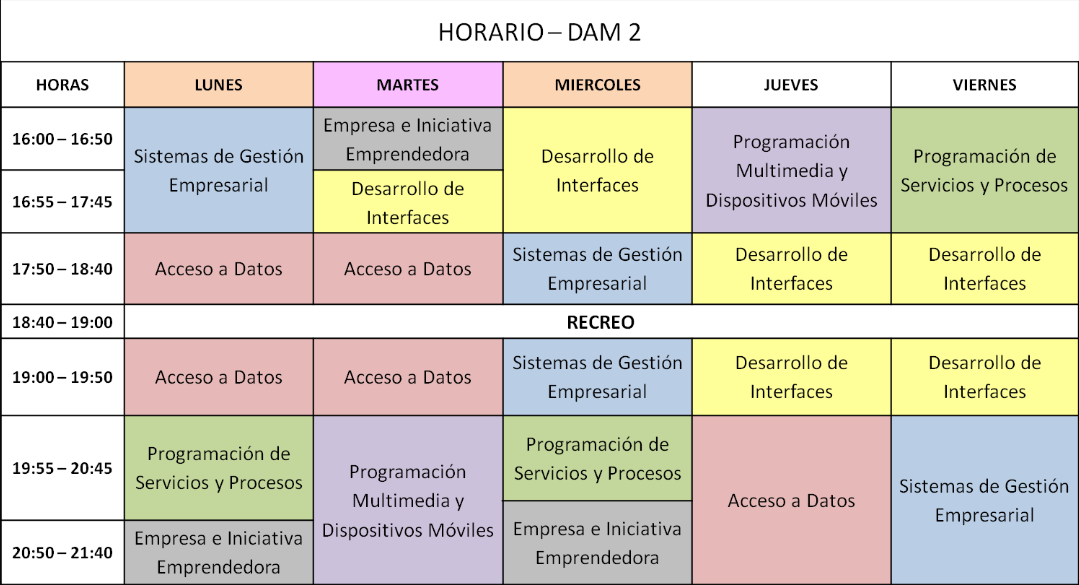 HORARIO – DAM 2
HORAS LUNES MARTES MIERCOLES JUEVES VIERNES
16:00 – 16:50
Sistemas de Gestión
Empresarial
Empresa e Iniciativa
Emprendedora
Desarrollo de
Interfaces
Programación
Multimedia y
Dispositivos Móviles
Programación de
Servicios y Procesos
16:55 – 17:45
Desarrollo de
Interfaces
17:50 – 18:40
Acceso a Datos
Acceso a Datos
Sistemas de Gestión
Empresarial
Desarrollo de
Interfaces
Desarrollo de
Interfaces
18:40 – 19:00
RECREO
19:00 – 19:50
Acceso a Datos
Acceso a Datos
Sistemas de Gestión
Empresarial
Desarrollo de
Interfaces
Desarrollo de
Interfaces
19:55 – 20:45
Programación de
Servicios y Procesos
Programación
Multimedia y
Dispositivos Móviles
Programación de
Servicios y Procesos
Acceso a Datos
Sistemas de Gestión
Empresarial
20:50 – 21:40
Empresa e Iniciativa
Emprendedora
Empresa e Iniciativa
Emprendedora